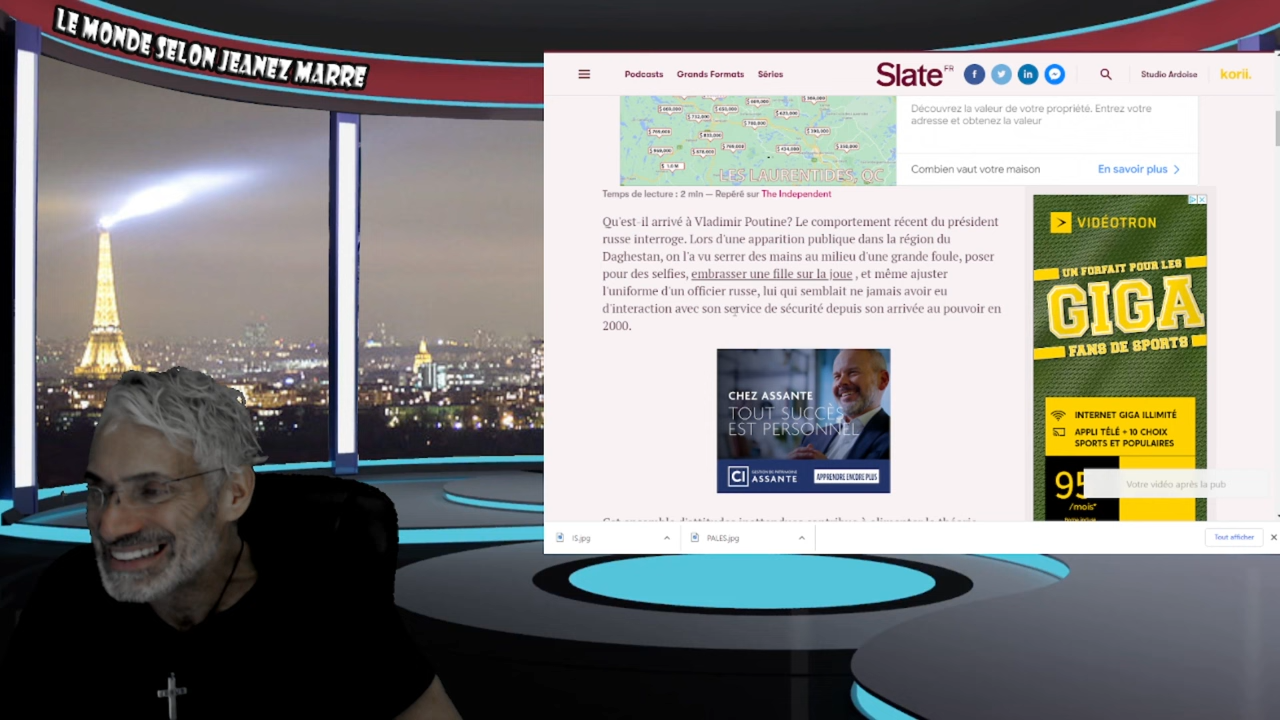 LE MONDE SELON JEANEZ MARRE
Podcasts Grands Formats Séries
Slate FR
Studio Ardoise
korii.
Découvrez la valeur de votre propriété. Entrez votre
adresse et obtenez la valeur
LES LAURENTIDES, QC
Combien vaut votre maison
En savoir plus
Temps de lecture : 2 min — Repéré sur The Independent
Qu'est-il arrivé à Vladimir Poutine? Le comportement récent du président
russe interroge. Lors d'une apparition publique dans la région du
Daghestan, on l'a vu serrer des mains au milieu d'une grande foule, poser
pour des selfies, embrasser une fille sur la joue , et même ajuster
l'uniforme d'un officier russe, lui qui semblait ne jamais avoir eu
d'interaction avec son service de sécurité depuis son arrivée au pouvoir en
2000.
CHEZ ASSANTE
TOUT SUCCÈS
EST PERSONNEL
CI
GESTION DE PATRIMOINE
ASSANTE
APPRENDRE ENCORE PLUS
VIDÉOTRON
UN FORFAIT POUR LES
GIGA
FANS DE SPORTS
INTERNET GIGA ILLIMITÉ
APPLI TÉLÉ + 10 CHOIX
SPORTS ET POPULAIRES
95
/mois*
Votre vidéo après la pub
IS.jpg
PALES.jpg
Tout afficher